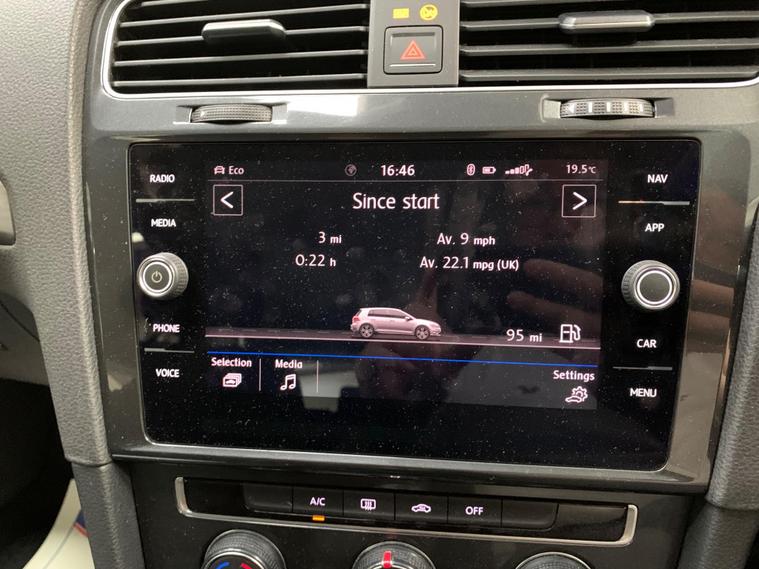 RADIO
MEDIA
PHONE
VOICE
Eco
16:46
19.5°C
<
Since start
>
3 mi
Av. 9 mph
0:22 h
Av. 22.1 mpg (UK)
95 mi
Selection
Media
Settings
NAV
APP
CAR
MENU
A/C
OFF